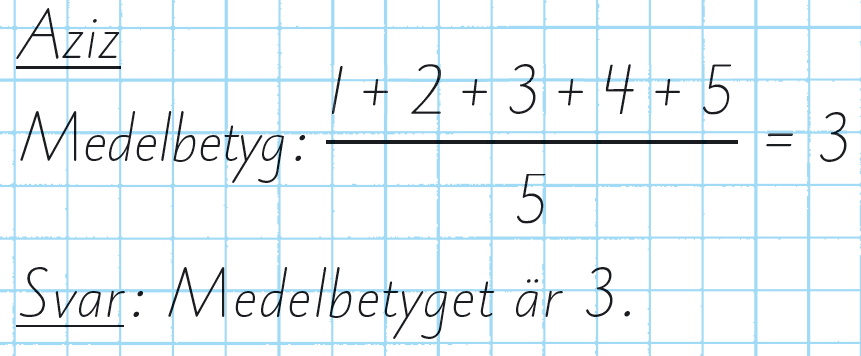 Aziz
Medelbetyg: (1 + 2 + 3 + 4 + 5) / 5 = 3
Svar: Medelbetyget är 3.